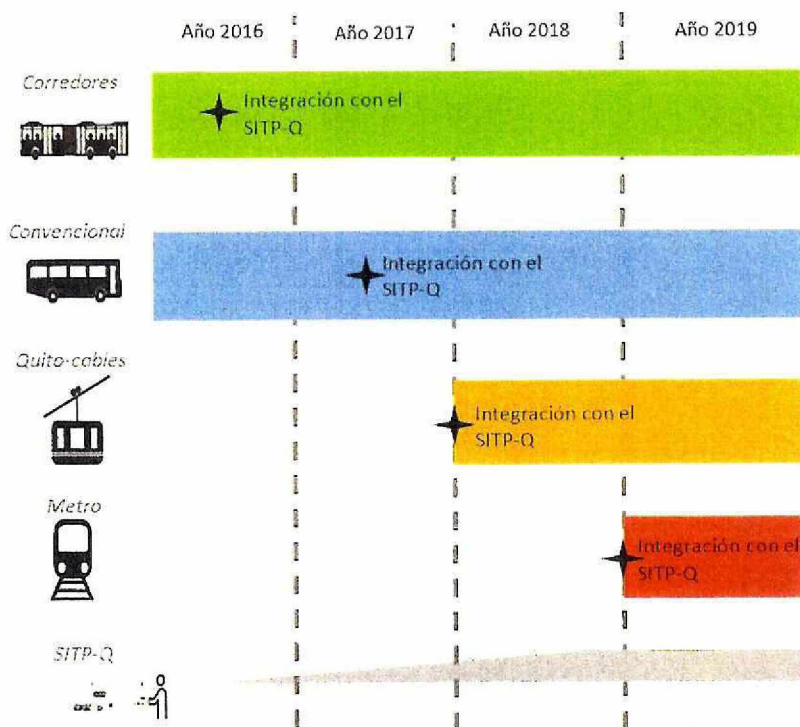 Año 2016 Año 2017 Año 2018 Año 2019
Corredores
Integración con el
SITP-Q
Convencional
Integración con el
SITP-Q
Quito-cables
Integración con el
SITP-Q
Metro
Integración con el
SITP-Q
SITP-Q